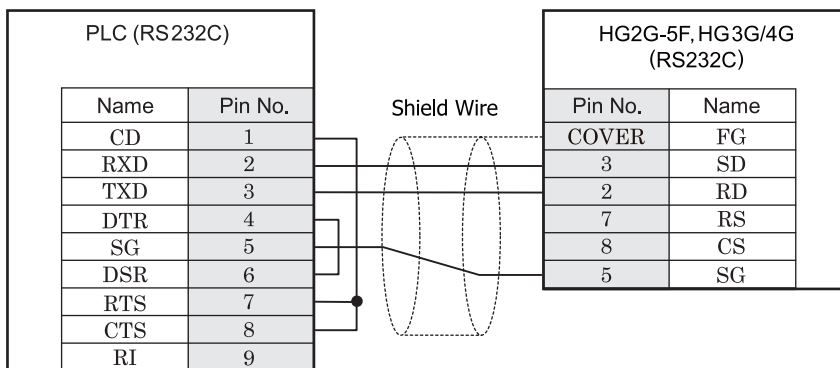 PLC (RS232C)
Name Pin No.
CD 1
RXD 2
TXD 3
DTR 4
SG 5
DSR 6
RTS 7
CTS 8
RI 9
Shield Wire
HG2G-5F, HG3G/4G
(RS232C)
Pin No. Name
COVER FG
3 SD
2 RD
7 RS
8 CS
5 SG